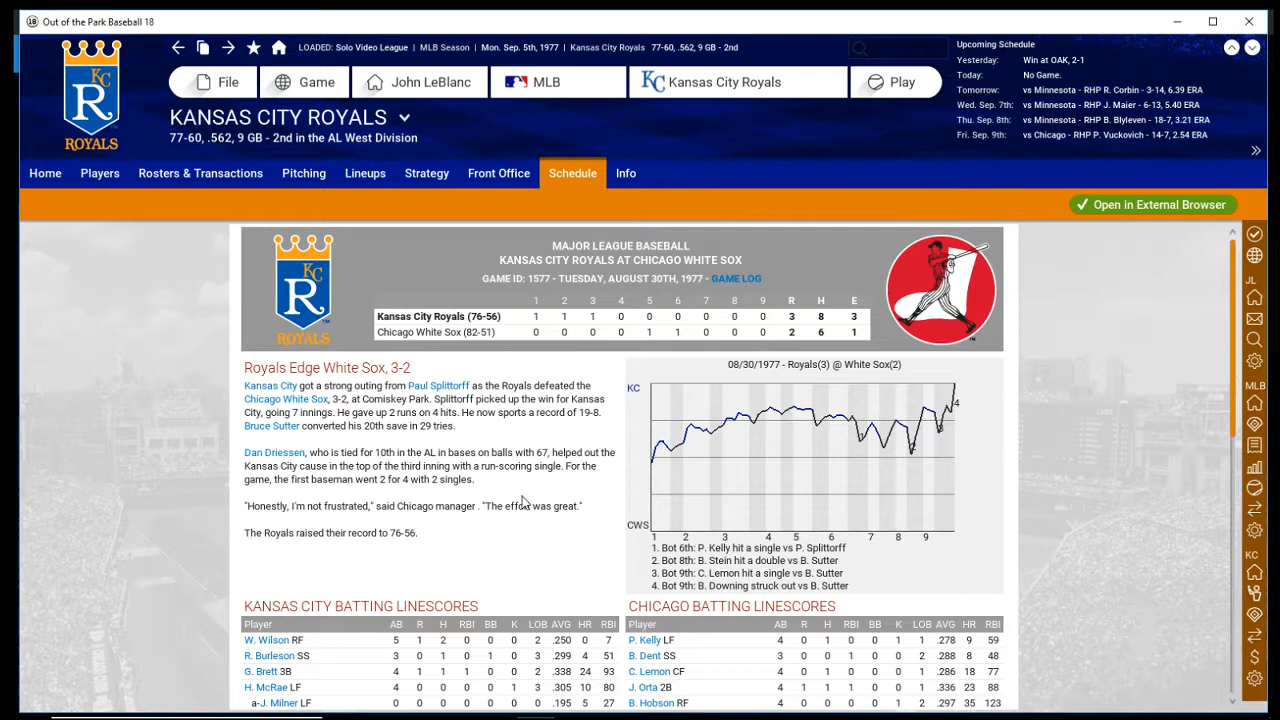 Out of the Park Baseball 18
LOADED: Solo Video League | MLB Season | Mon. Sep. 5th, 1977 | Kansas City Royals 77-60, .562, 9 GB - 2nd
Upcoming Schedule
Yesterday: Win at OAK, 2-1
Today: No Game.
Tomorrow: vs Minnesota - RHP R. Corbin - 3-14, 6.39 ERA
Wed. Sep. 7th: vs Minnesota - RHP J. Maier - 6-13, 5.40 ERA
Thu. Sep. 8th: vs Minnesota - RHP B. Blyleven - 18-7, 3.21 ERA
Fri. Sep. 9th: vs Chicago - RHP P. Vuckovich - 14-7, 2.54 ERA
KC R ROYALS
File Game John LeBlanc MLB KC Kansas City Royals Play
KANSAS CITY ROYALS
77-60, .562, 9 GB - 2nd in the AL West Division
Home Players Rosters & Transactions Pitching Lineups Strategy Front Office Schedule Info
Open in External Browser
KC R ROYALS
MAJOR LEAGUE BASEBALL
KANSAS CITY ROYALS AT CHICAGO WHITE SOX
GAME ID: 1577 - TUESDAY, AUGUST 30TH, 1977 - GAME LOG
1 2 3 4 5 6 7 8 9 R H E
Kansas City Royals (76-56) 1 1 1 0 0 0 0 0 0 3 8 3
Chicago White Sox (82-51) 0 0 0 0 1 1 0 0 0 2 6 1
Royals Edge White Sox, 3-2
Kansas City got a strong outing from Paul Splittorff as the Royals defeated the
Chicago White Sox, 3-2, at Comiskey Park. Splittorff picked up the win for Kansas
City, going 7 innings. He gave up 2 runs on 4 hits. He now sports a record of 19-8.
Bruce Sutter converted his 20th save in 29 tries.
Dan Driessen, who is tied for 10th in the AL in bases on balls with 67, helped out the
Kansas City cause in the top of the third inning with a run-scoring single. For the
game, the first baseman went 2 for 4 with 2 singles.
"Honestly, I'm not frustrated," said Chicago manager . "The effort was great."
The Royals raised their record to 76-56.
08/30/1977 - Royals(3) @ White Sox(2)
KC
4
1
2
3
CWS
1 2 3 4 5 6 7 8 9
1. Bot 6th: P. Kelly hit a single vs P. Splittorff
2. Bot 8th: B. Stein hit a double vs B. Sutter
3. Bot 9th: C. Lemon hit a single vs B. Sutter
4. Bot 9th: B. Downing struck out vs B. Sutter
KANSAS CITY BATTING LINESCORES
Player AB R H RBI BB K LOB AVG HR RBI
W. Wilson RF 5 1 2 0 0 0 2 .250 0 7
R. Burleson SS 3 0 1 0 1 0 3 .299 4 51
G. Brett 3B 4 1 1 1 0 0 2 .338 24 93
H. McRae LF 4 0 0 0 0 1 3 .305 10 80
a-J. Milner LF 0 0 0 0 0 0 0 .195 5 27
CHICAGO BATTING LINESCORES
Player AB R H RBI BB K LOB AVG HR RBI
P. Kelly LF 4 0 1 0 0 1 1 .278 9 59
B. Dent SS 3 0 0 1 0 0 2 .288 8 48
C. Lemon CF 4 0 1 0 0 0 1 .286 18 77
J. Orta 2B 4 1 1 1 0 0 0 .336 23 88
B. Hobson RF 4 0 0 0 0 1 2 .297 35 123
JL
MLB
KC